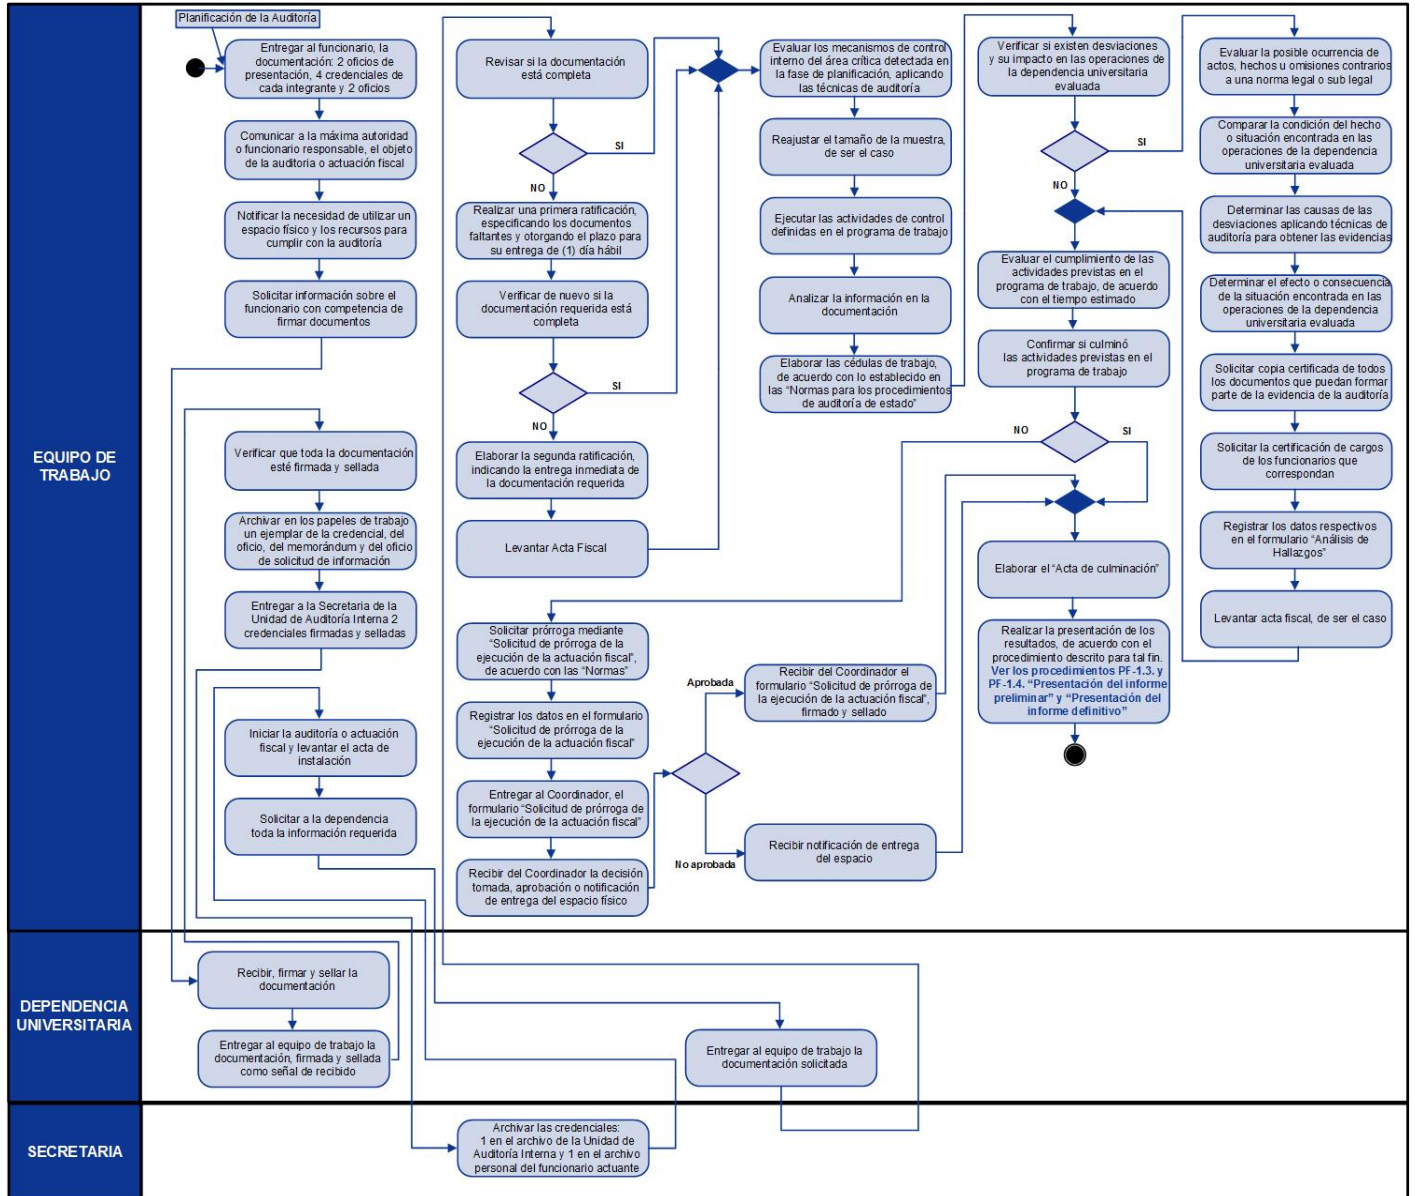 Planificación de la Auditoría
Entregar al funcionario, la
documentación: 2 oficios de
presentación, 4 credenciales de
cada integrante y 2 oficios
Comunicar a la máxima autoridad
o funcionario responsable, el objeto
de la auditoria o actuación fiscal
Notificar la necesidad de utilizar un
espacio físico y los recursos para
cumplir con la auditoría
Solicitar información sobre el
funcionario con competencia de
firmar documentos
EQUIPO DE
TRABAJO
Verificar que toda la documentación
esté firmada y sellada
Archivar en los papeles de trabajo
un ejemplar de la credencial, del
oficio, del memorándum y del oficio
de solicitud de información
Entregar a la Secretaria de la
Unidad de Auditoría Interna 2
credenciales firmadas y selladas
Iniciar la auditoría o actuación
fiscal y levantar el acta de
instalación
Solicitar a la dependencia
toda la información requerida
Revisar si la documentación
está completa
SI
NO
Realizar una primera ratificación,
especificando los documentos
faltantes y otorgando el plazo para
su entrega de (1) día hábil
Verificar de nuevo si la
documentación requerida está
completa
SI
NO
Elaborar la segunda ratificación,
indicando la entrega inmediata de
la documentación requerida
Levantar Acta Fiscal
Solicitar prórroga mediante
“Solicitud de prórroga de la
ejecución de la actuación fiscal”,
de acuerdo con las “Normas”
Registrar los datos en el formulario
“Solicitud de prórroga de la
ejecución de la actuación fiscal”
Entregar al Coordinador, el
formulario “Solicitud de prórroga de
la ejecución de la actuación fiscal”
Recibir del Coordinador la decisión
tomada, aprobación o notificación
de entrega del espacio físico
Evaluar los mecanismos de control
interno del área crítica detectada en
la fase de planificación, aplicando
las técnicas de auditoría
Reajustar el tamaño de la muestra,
de ser el caso
Ejecutar las actividades de control
definidas en el programa de trabajo
Analizar la información en la
documentación
Elaborar las cédulas de trabajo,
de acuerdo con lo establecido en
las “Normas para los procedimientos
de auditoría de estado”
Aprobada
Recibir del Coordinador el
formulario “Solicitud de prórroga de
la ejecución de la actuación fiscal”,
firmado y sellado
No aprobada
Recibir notificación de entrega
del espacio
Verificar si existen desviaciones
y su impacto en las operaciones de
la dependencia universitaria
evaluada
SI
NO
Evaluar el cumplimiento de las
actividades previstas en el
programa de trabajo, de acuerdo
con el tiempo estimado
Confirmar si culminó
las actividades previstas en el
programa de trabajo
NO
SI
Elaborar el “Acta de culminación”
Realizar la presentación de los
resultados, de acuerdo con el
procedimiento descrito para tal fin.
Ver los procedimientos PF-1.3. y
PF-1.4. “Presentación del informe
preliminar” y “Presentación del
informe definitivo”
Evaluar la posible ocurrencia de
actos, hechos u omisiones contrarios
a una norma legal o sub legal
Comparar la condición del hecho
o situación encontrada en las
operaciones de la dependencia
universitaria evaluada
Determinar las causas de las
desviaciones aplicando técnicas de
auditoría para obtener las evidencias
Determinar el efecto o consecuencia
de la situación encontrada en las
operaciones de la dependencia
universitaria evaluada
Solicitar copia certificada de todos
los documentos que puedan formar
parte de la evidencia de la auditoría
Solicitar la certificación de cargos
de los funcionarios que
correspondan
Registrar los datos respectivos
en el formulario “Análisis de
Hallazgos”
Levantar acta fiscal, de ser el caso
DEPENDENCIA
UNIVERSITARIA
Recibir, firmar y sellar la
documentación
Entregar al equipo de trabajo la
documentación, firmada y sellada
como señal de recibido
Entregar al equipo de trabajo la
documentación solicitada
SECRETARIA
Archivar las credenciales:
1 en el archivo de la Unidad de
Auditoría Interna y 1 en el archivo
personal del funcionario actuante